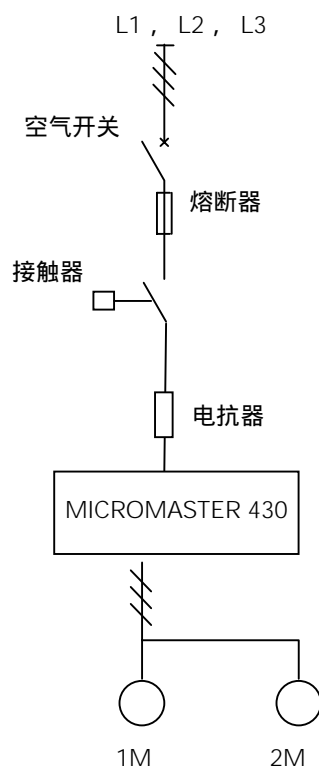 L1 , L2 , L3
空气开关
熔断器
接触器
电抗器
MICROMASTER 430
1M 2M